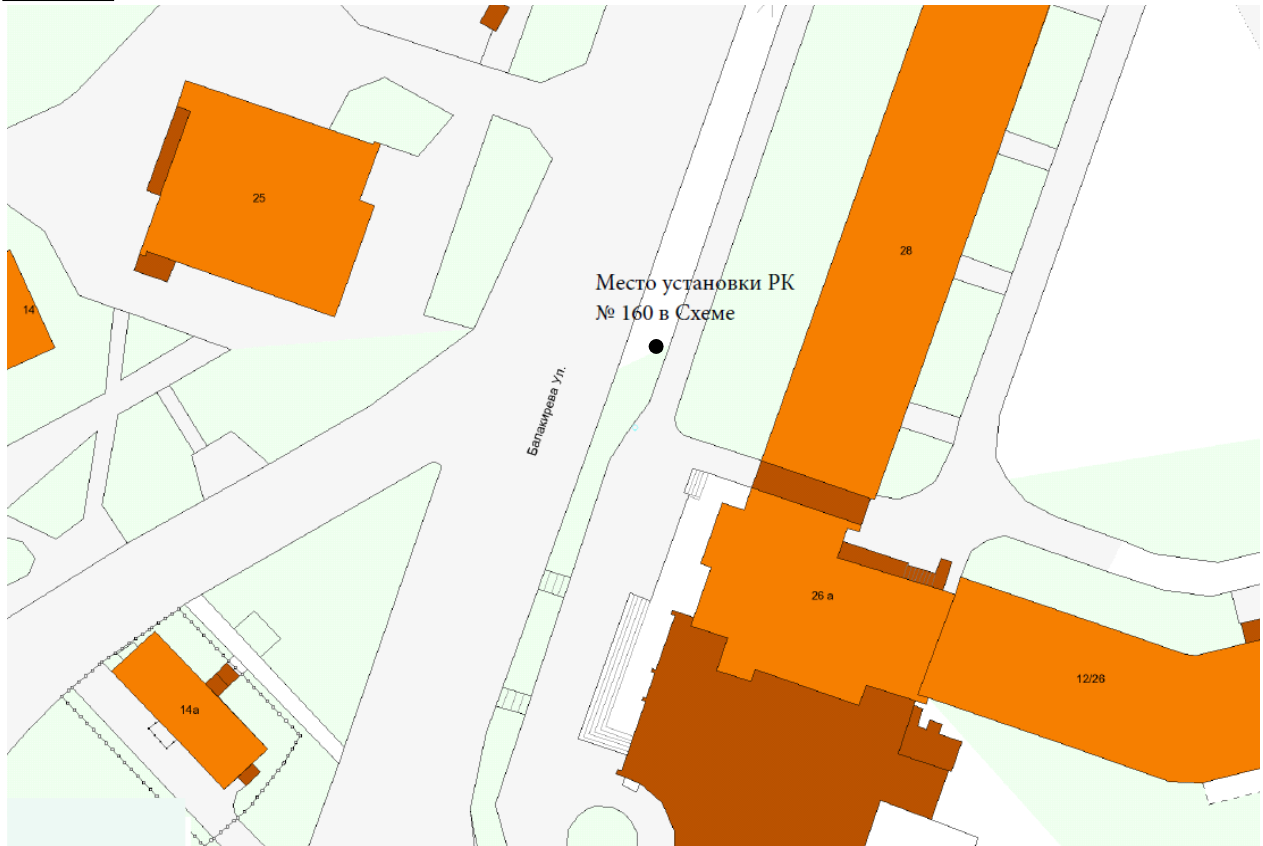 25
28
Место установки РК
№ 160 в Схеме
14
Балакирева Ул.
26 а
12/26
14а